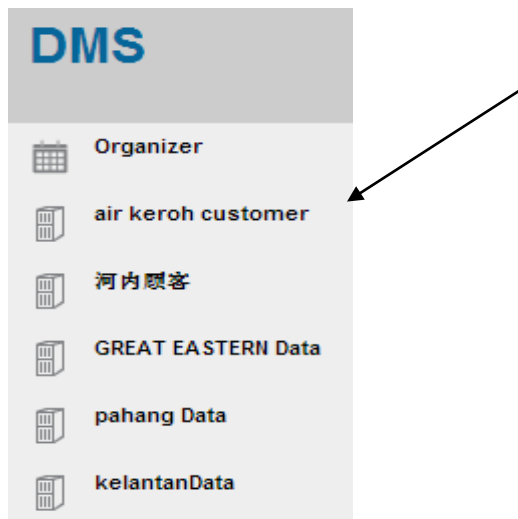 DMS
Organizer
air keroh customer
河内顾客
GREAT EASTERN Data
pahang Data
kelantanData